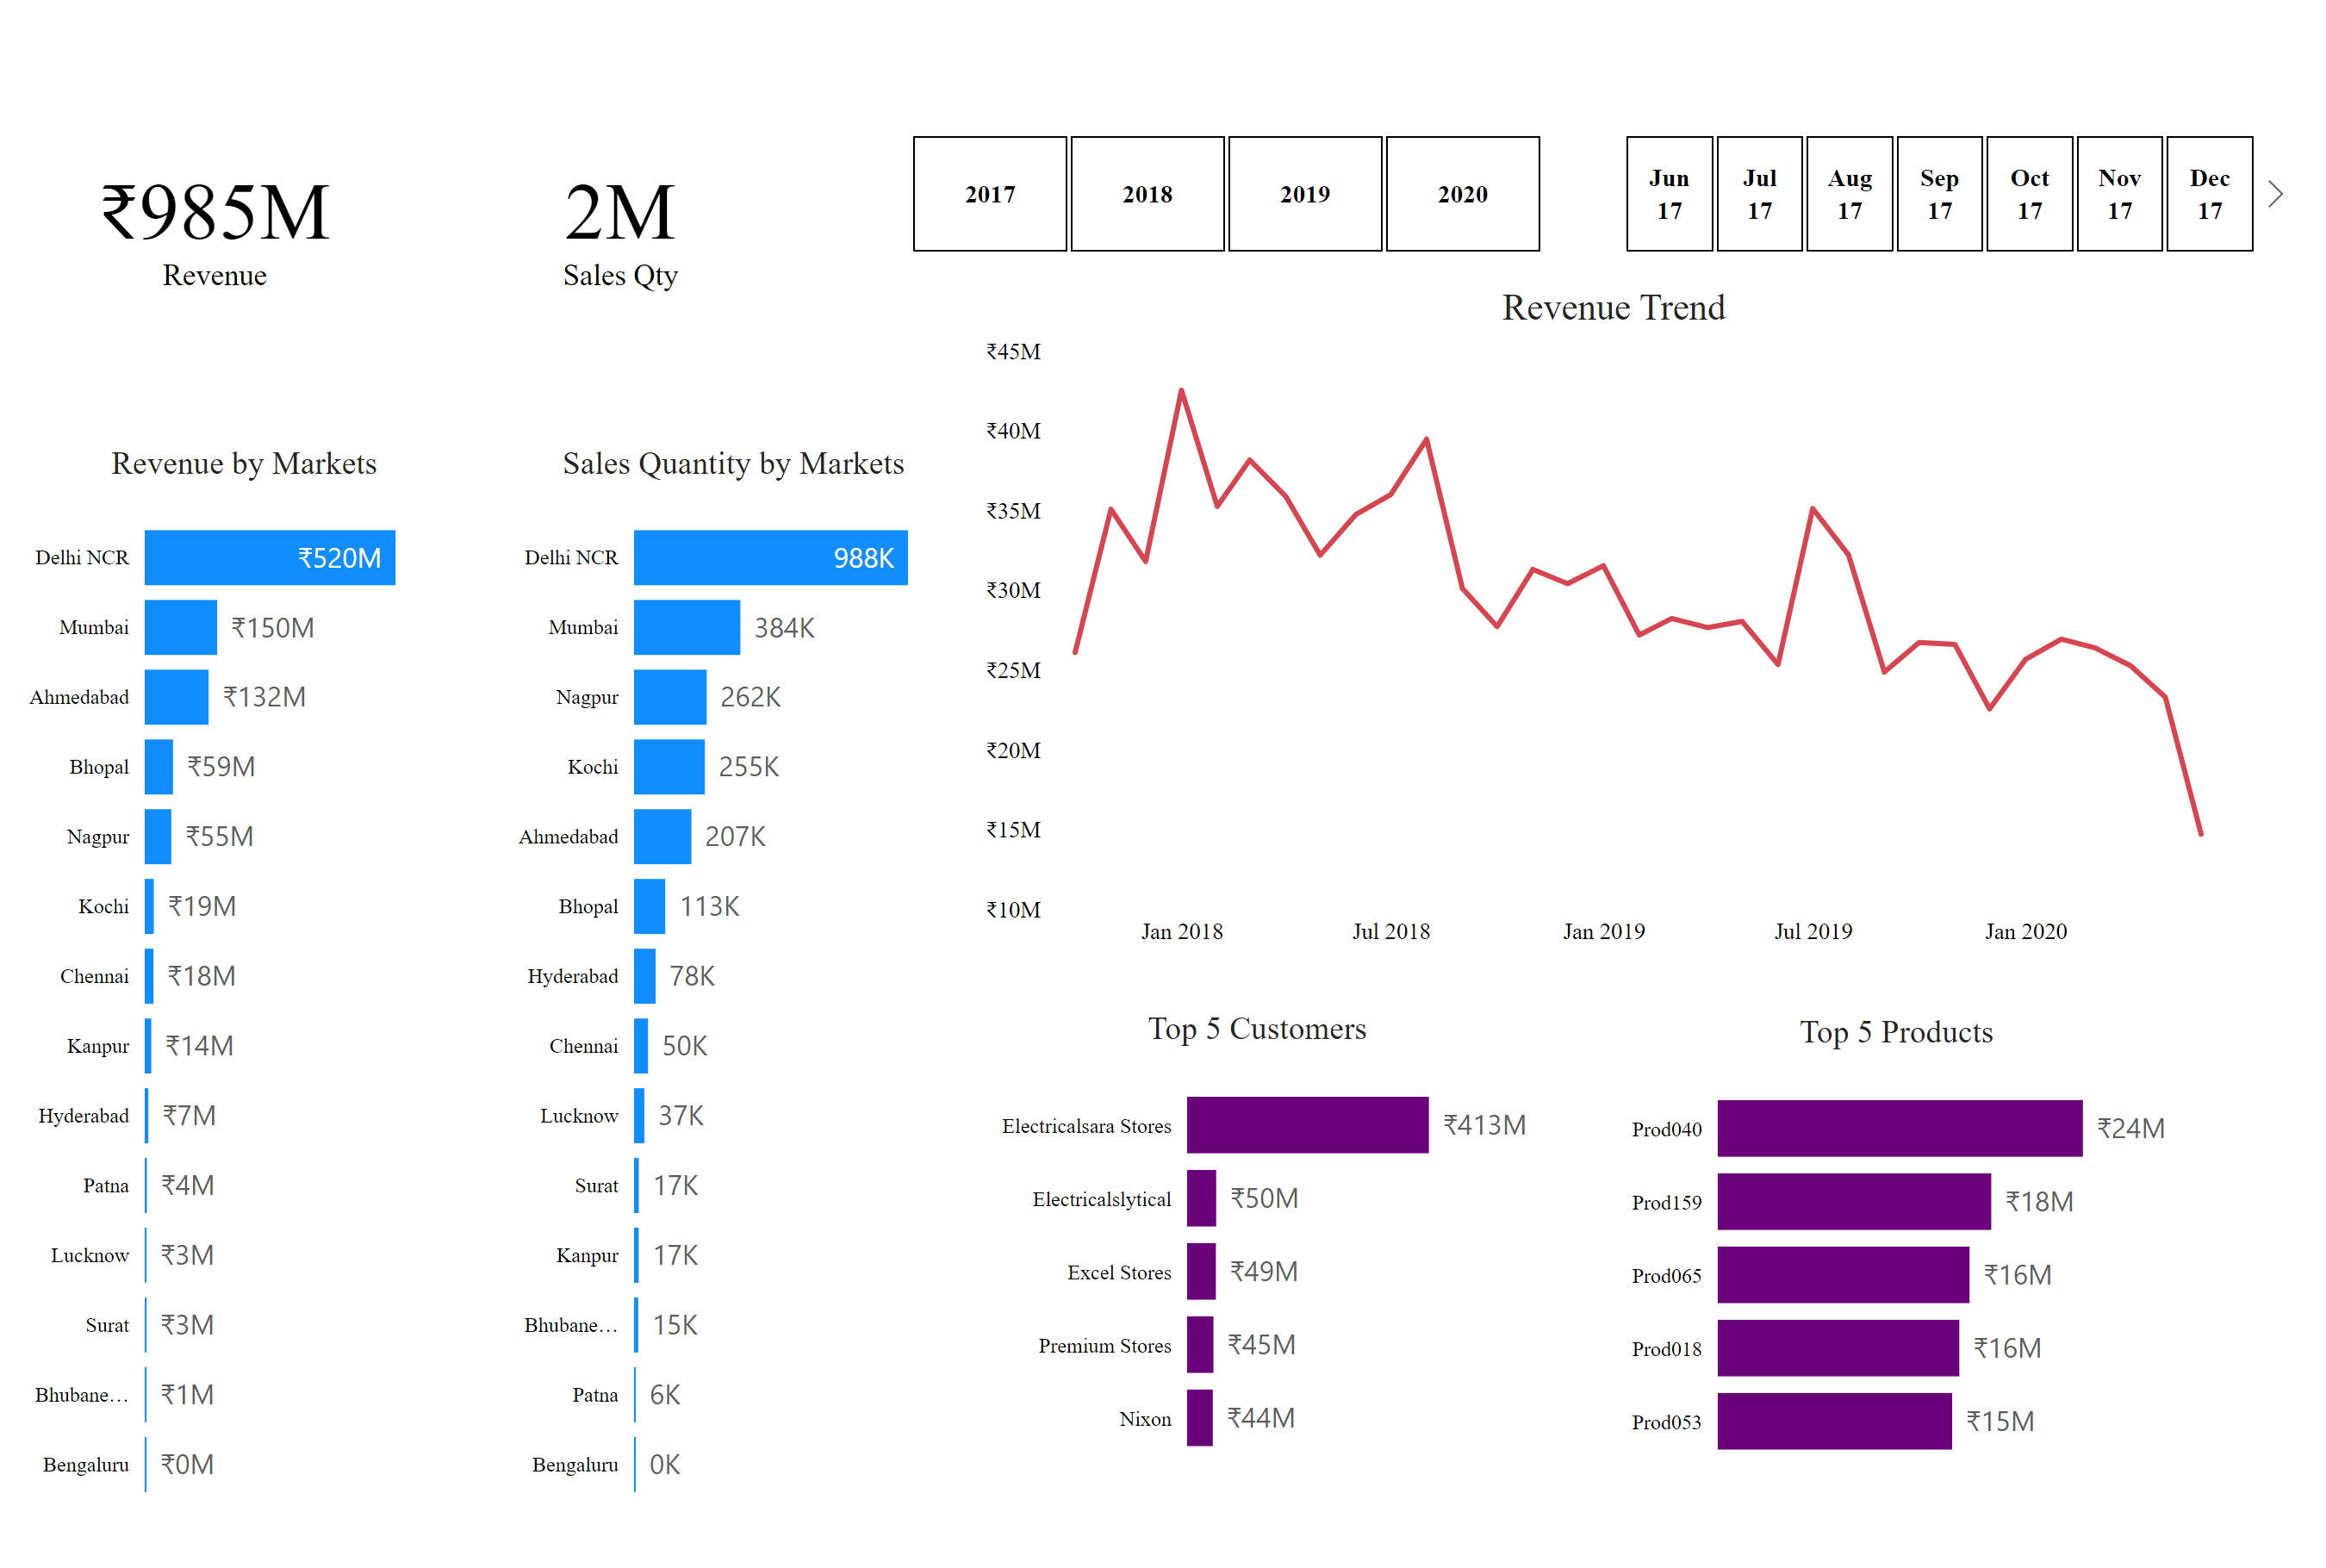 ₹985M
Revenue
2M
Sales Qty
2017
2018
2019
2020
Jun
17
Jul
17
Aug
17
Sep
17
Oct
17
Nov
17
Dec
17
Revenue Trend
₹45M
₹40M
₹35M
₹30M
₹25M
₹20M
₹15M
₹10M
Jan 2018
Jul 2018
Jan 2019
Jul 2019
Jan 2020
Revenue by Markets
Delhi NCR ₹520M
Mumbai ₹150M
Ahmedabad ₹132M
Bhopal ₹59M
Nagpur ₹55M
Kochi ₹19M
Chennai ₹18M
Kanpur ₹14M
Hyderabad ₹7M
Patna ₹4M
Lucknow ₹3M
Surat ₹3M
Bhubane… ₹1M
Bengaluru ₹0M
Sales Quantity by Markets
Delhi NCR 988K
Mumbai 384K
Nagpur 262K
Kochi 255K
Ahmedabad 207K
Bhopal 113K
Hyderabad 78K
Chennai 50K
Lucknow 37K
Surat 17K
Kanpur 17K
Bhubane… 15K
Patna 6K
Bengaluru 0K
Top 5 Customers
Electricalsara Stores ₹413M
Electricalslytical ₹50M
Excel Stores ₹49M
Premium Stores ₹45M
Nixon ₹44M
Top 5 Products
Prod040 ₹24M
Prod159 ₹18M
Prod065 ₹16M
Prod018 ₹16M
Prod053 ₹15M